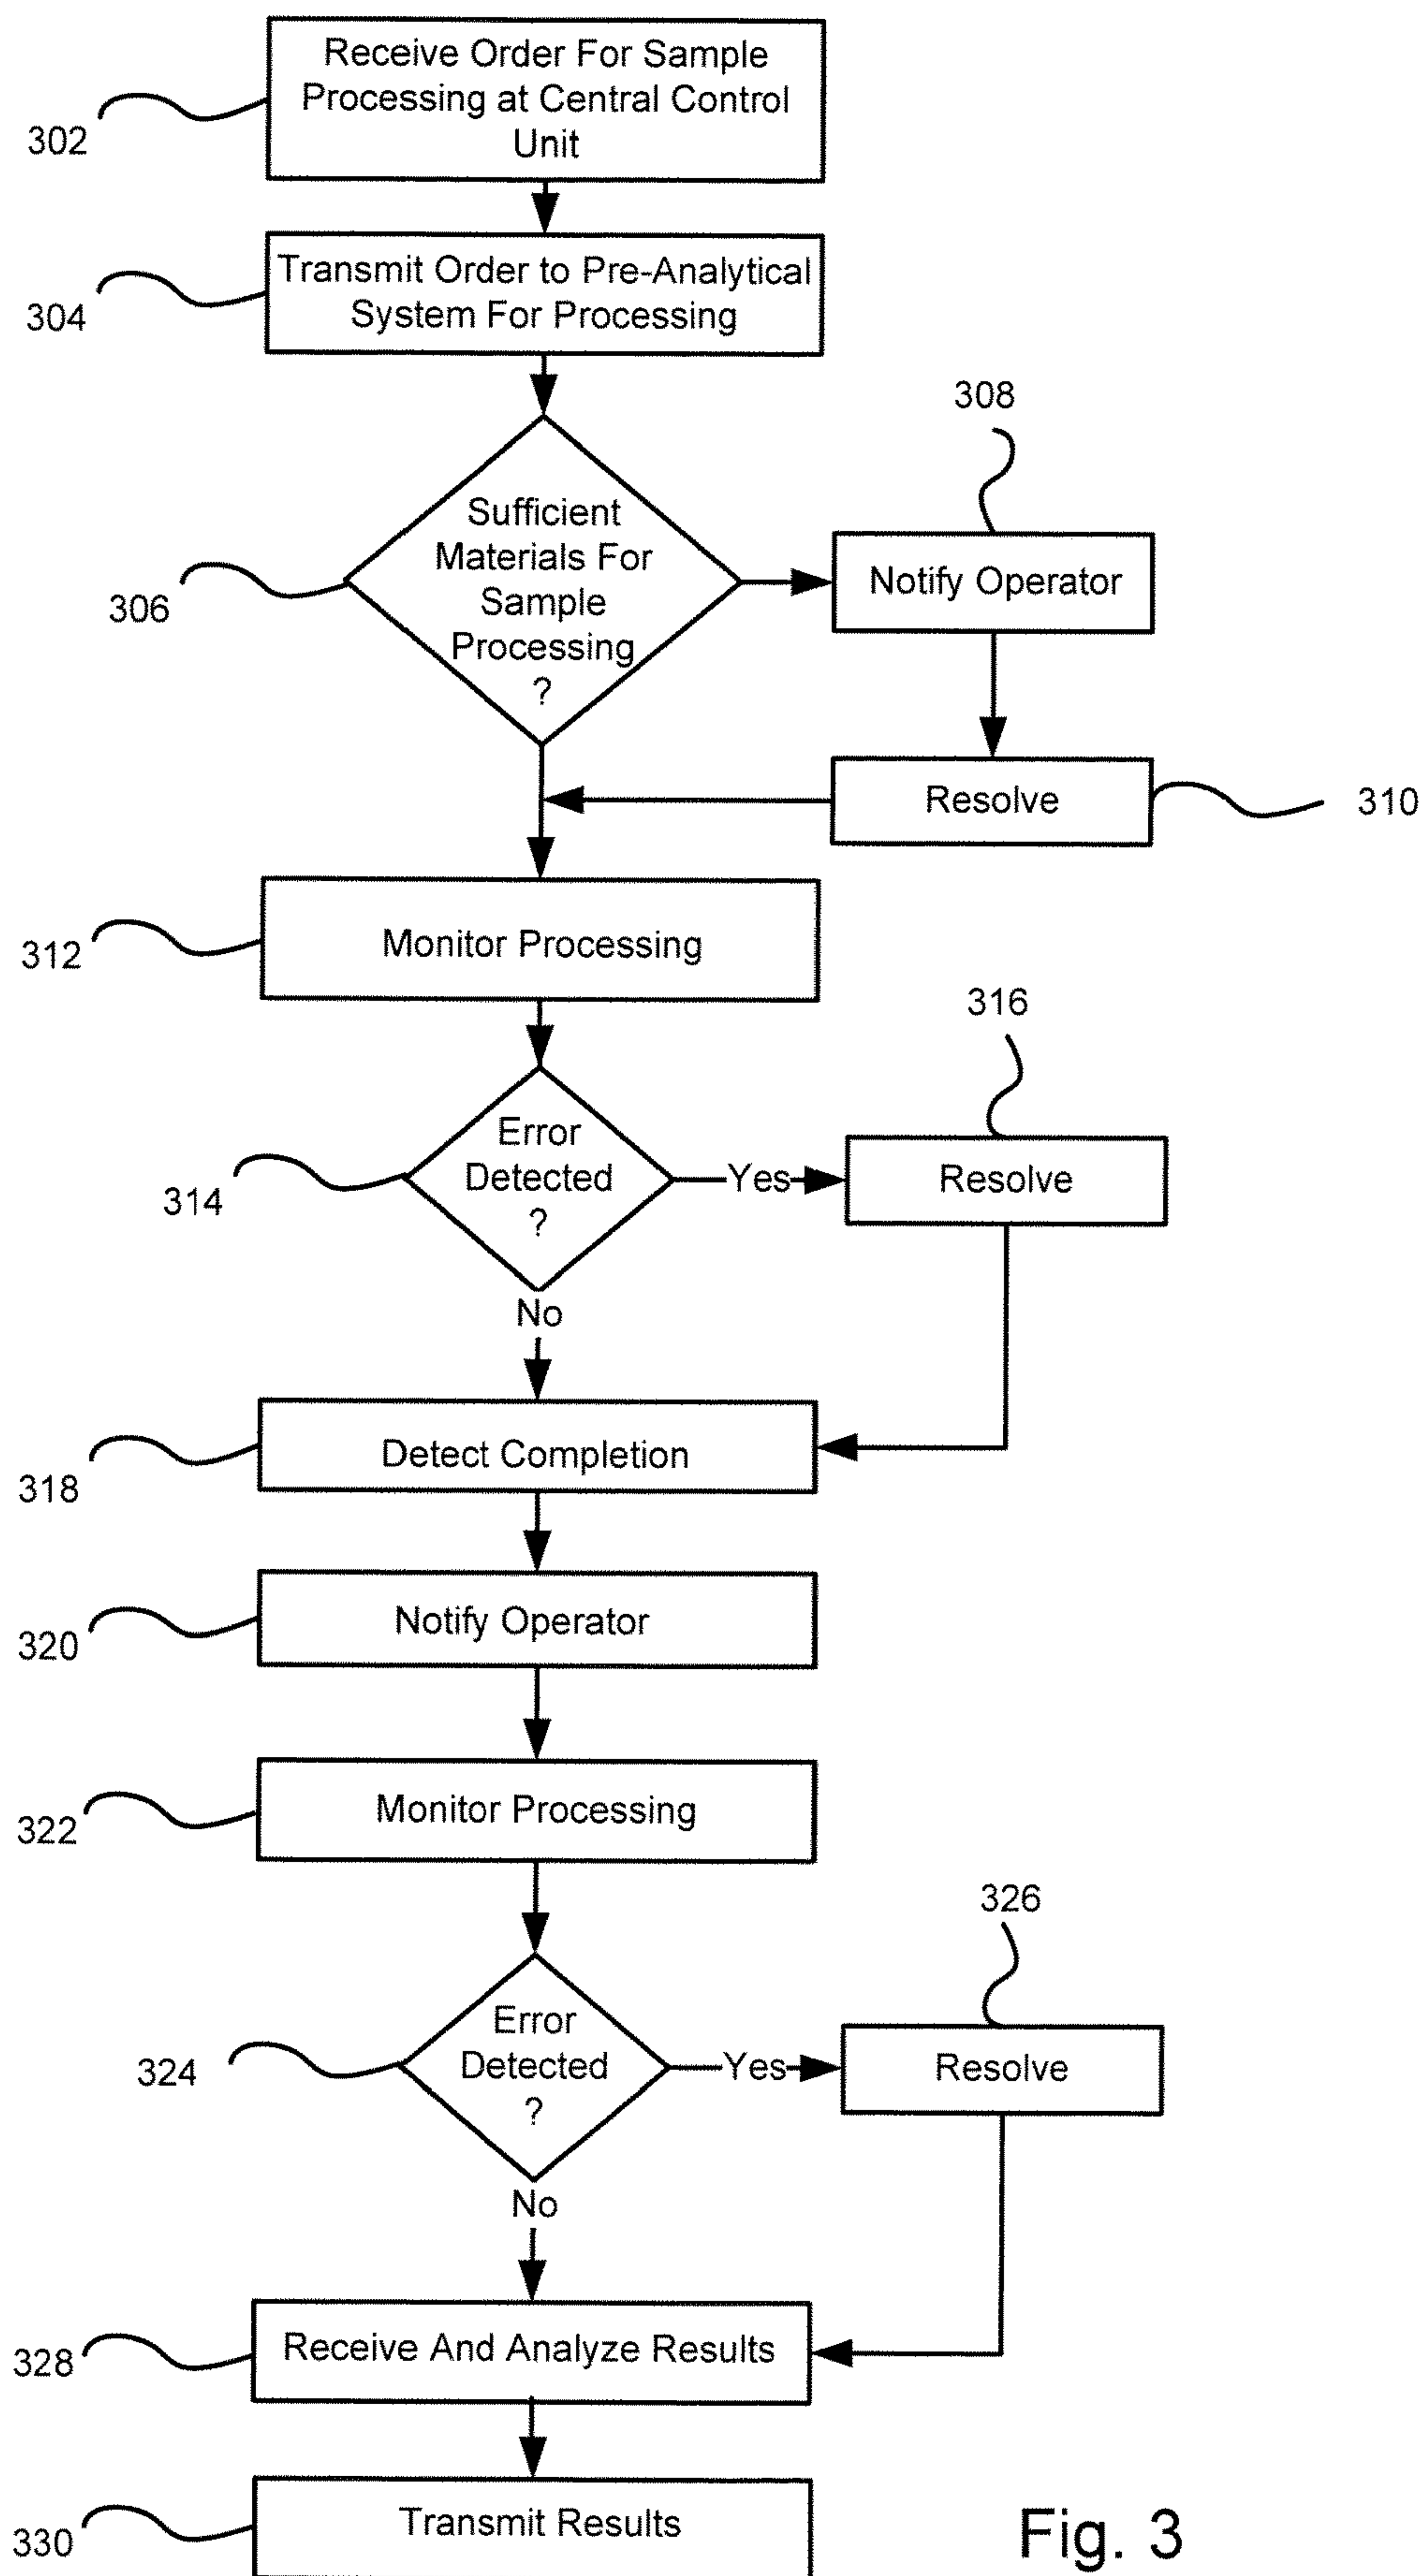 Receive Order For Sample
Processing at Central Control
Unit
302
Transmit Order to Pre-Analytical
System For Processing
304
308
Sufficient
Materials For
Sample
Processing
?
306
Notify Operator
Resolve
310
Monitor Processing
312
316
Error
Detected
?
314
Yes
Resolve
No
Detect Completion
318
Notify Operator
320
Monitor Processing
322
326
Error
Detected
?
324
Yes
Resolve
No
Receive And Analyze Results
328
Transmit Results
330
Fig. 3